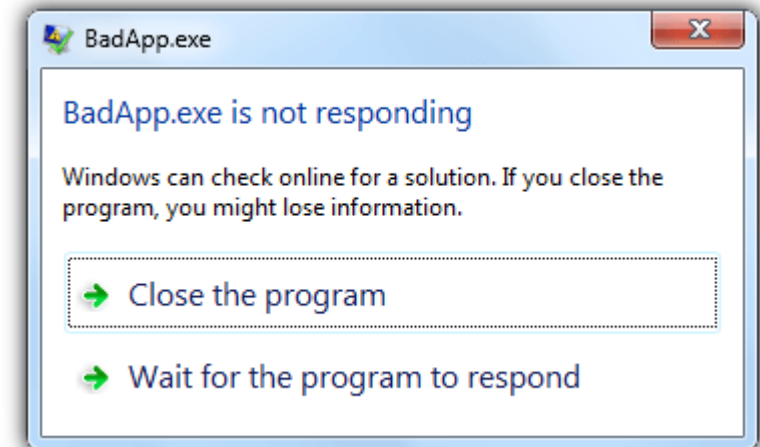 BadApp.exe
BadApp.exe is not responding
Windows can check online for a solution. If you close the
program, you might lose information.
Close the program
Wait for the program to respond